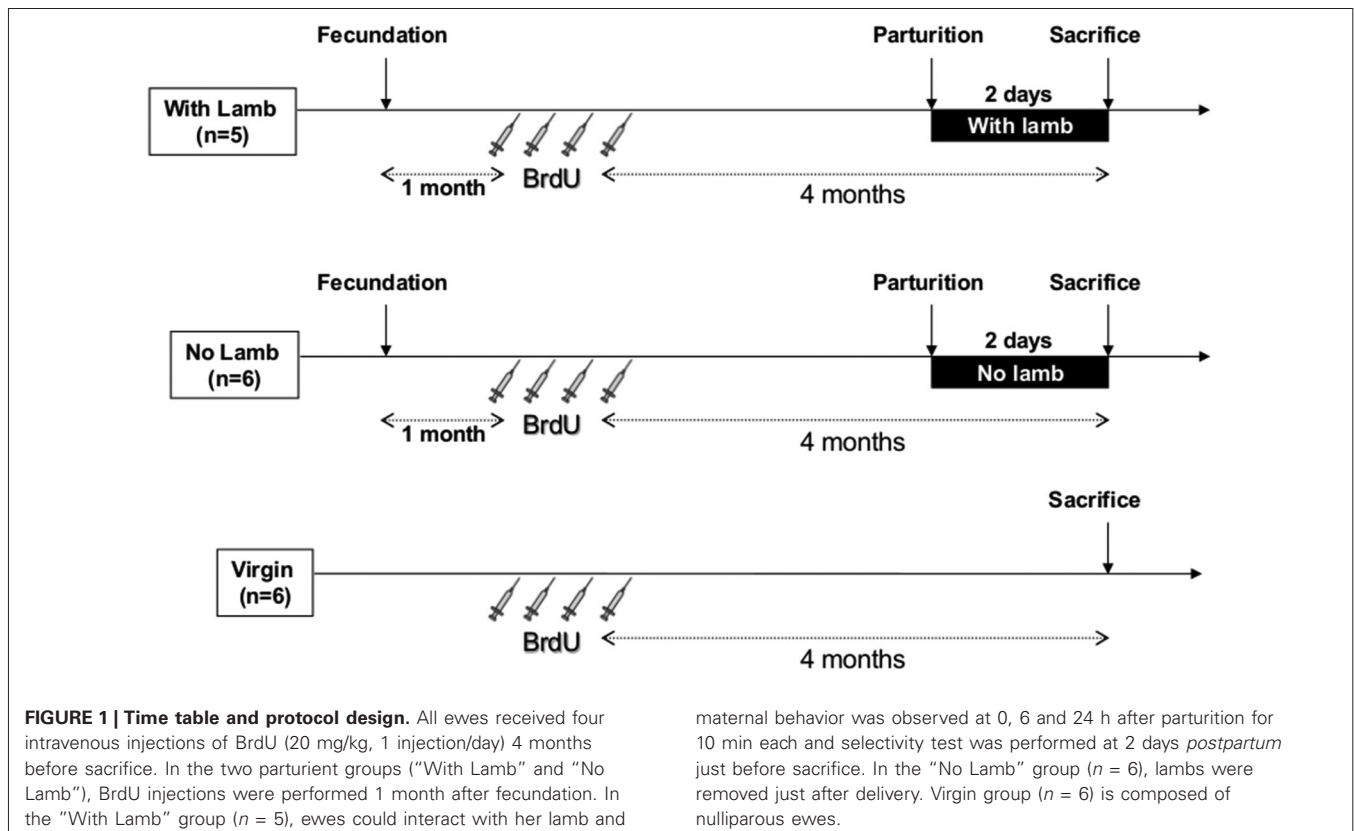 Fecundation
Parturition
Sacrifice
With Lamb
(n=5)
2 days
With lamb
1 month
BrdU
4 months
Fecundation
Parturition
Sacrifice
No Lamb
(n=6)
2 days
No lamb
1 month
BrdU
4 months
Sacrifice
Virgin
(n=6)
BrdU
4 months
FIGURE 1 | Time table and protocol design. All ewes received four
intravenous injections of BrdU (20 mg/kg, 1 injection/day) 4 months
before sacrifice. In the two parturient groups (“With Lamb” and “No
Lamb”), BrdU injections were performed 1 month after fecundation. In
the ”With Lamb” group (n = 5), ewes could interact with her lamb and
maternal behavior was observed at 0, 6 and 24 h after parturition for
10 min each and selectivity test was performed at 2 days postpartum
just before sacrifice. In the “No Lamb” group (n = 6), lambs were
removed just after delivery. Virgin group (n = 6) is composed of
nulliparous ewes.